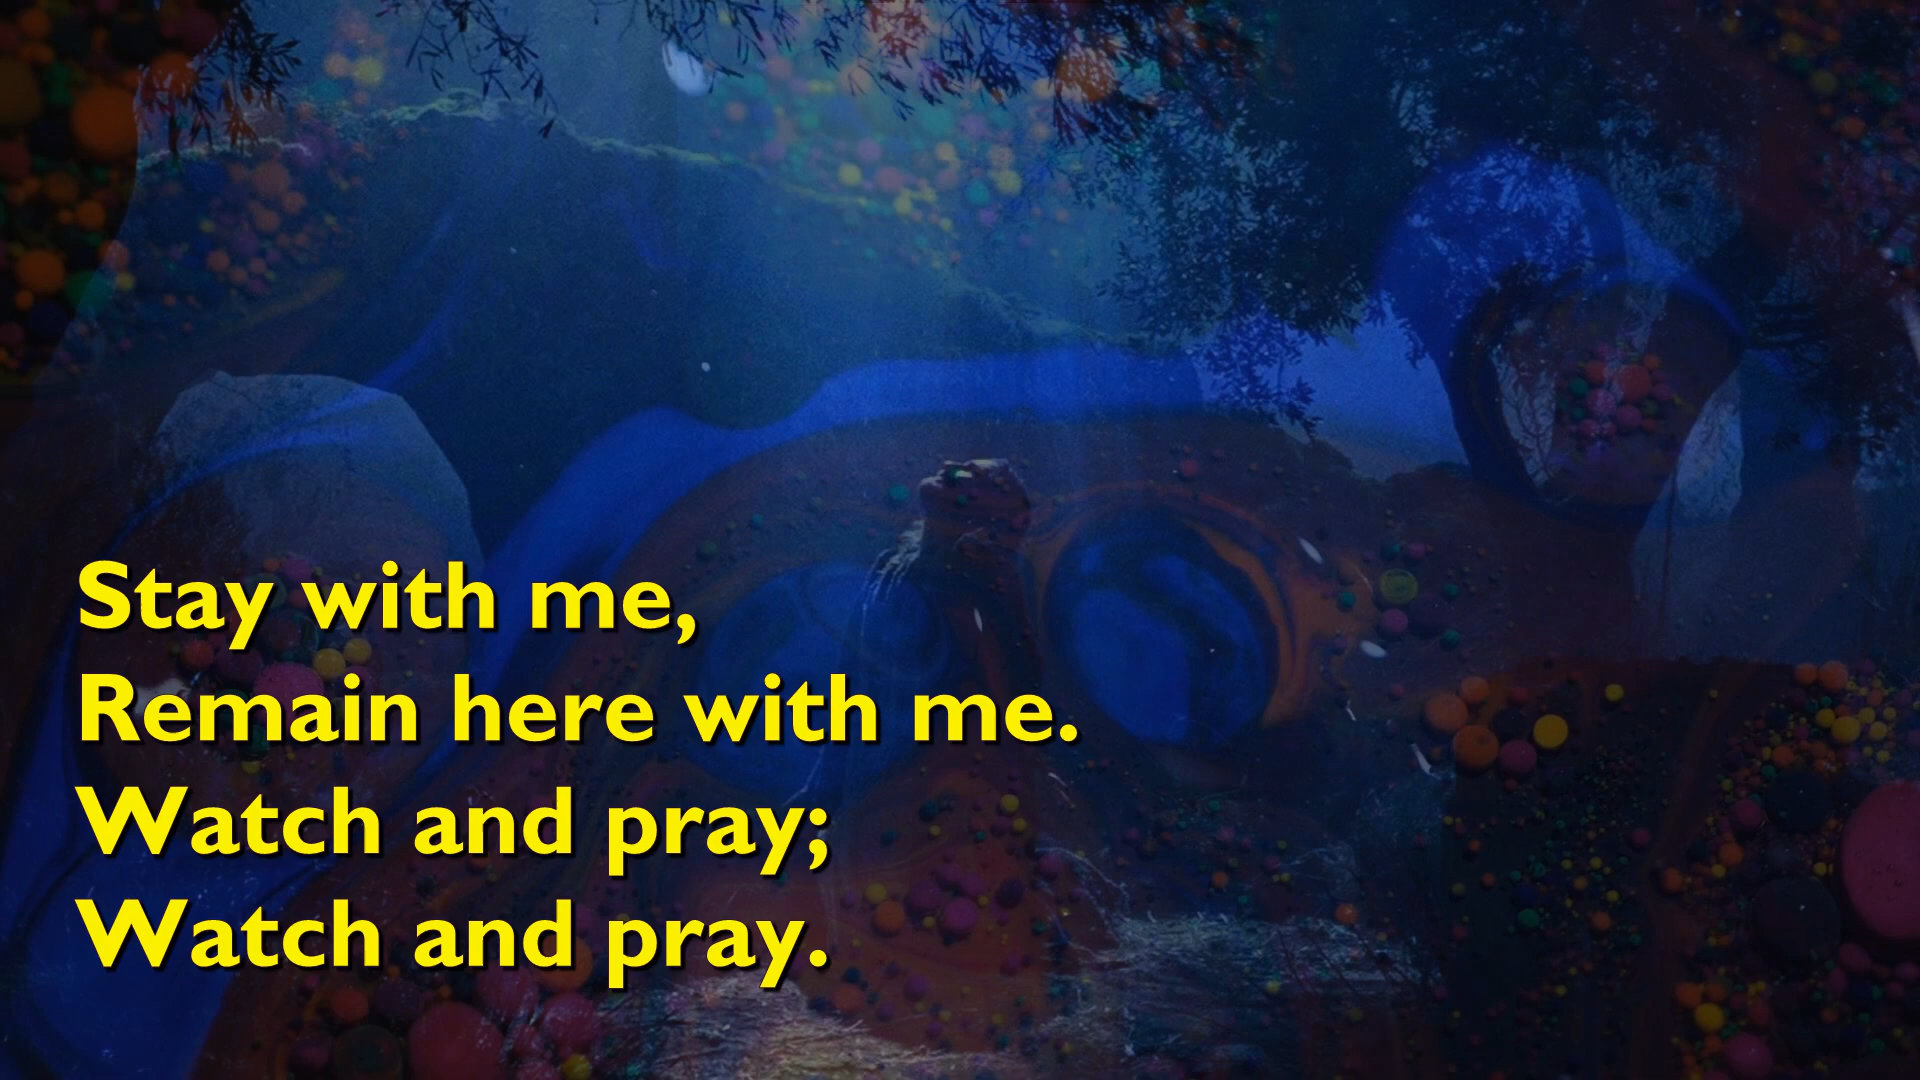 Stay with me,
Remain here with me.
Watch and pray;
Watch and pray.